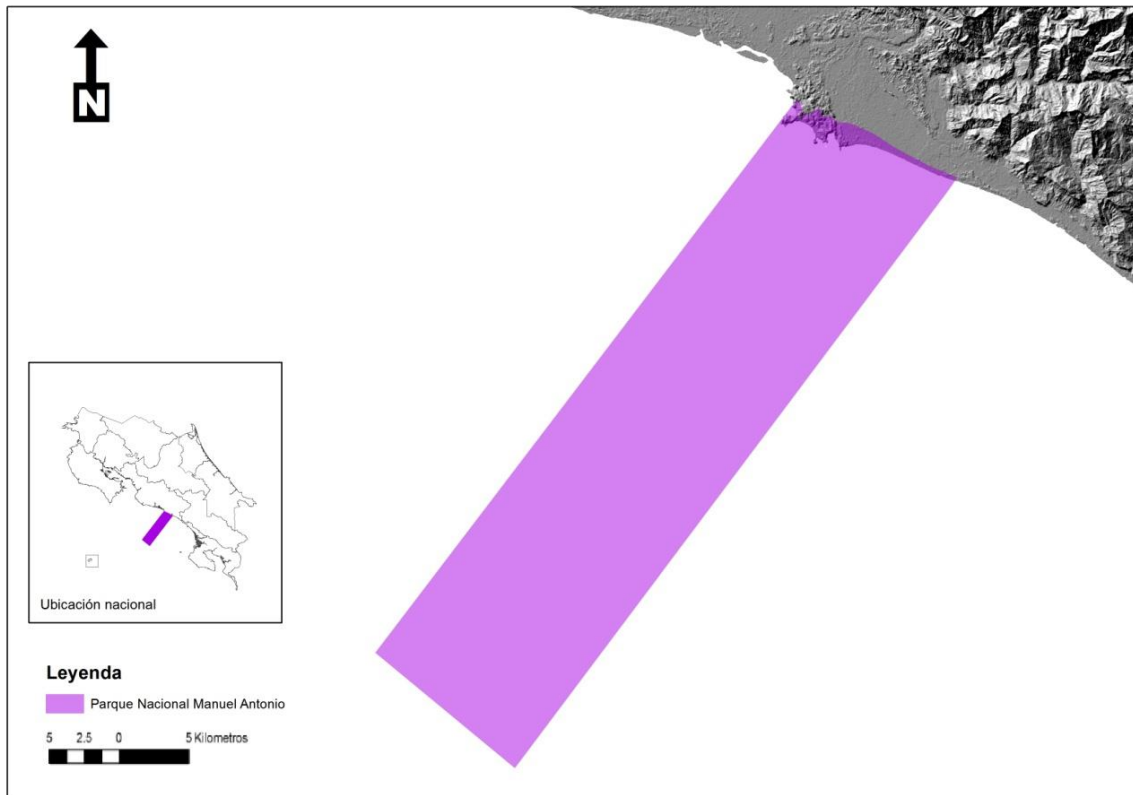 N
Ubicación nacional
Leyenda
Parque Nacional Manuel Antonio
5 2.5 0 5 Kilometros